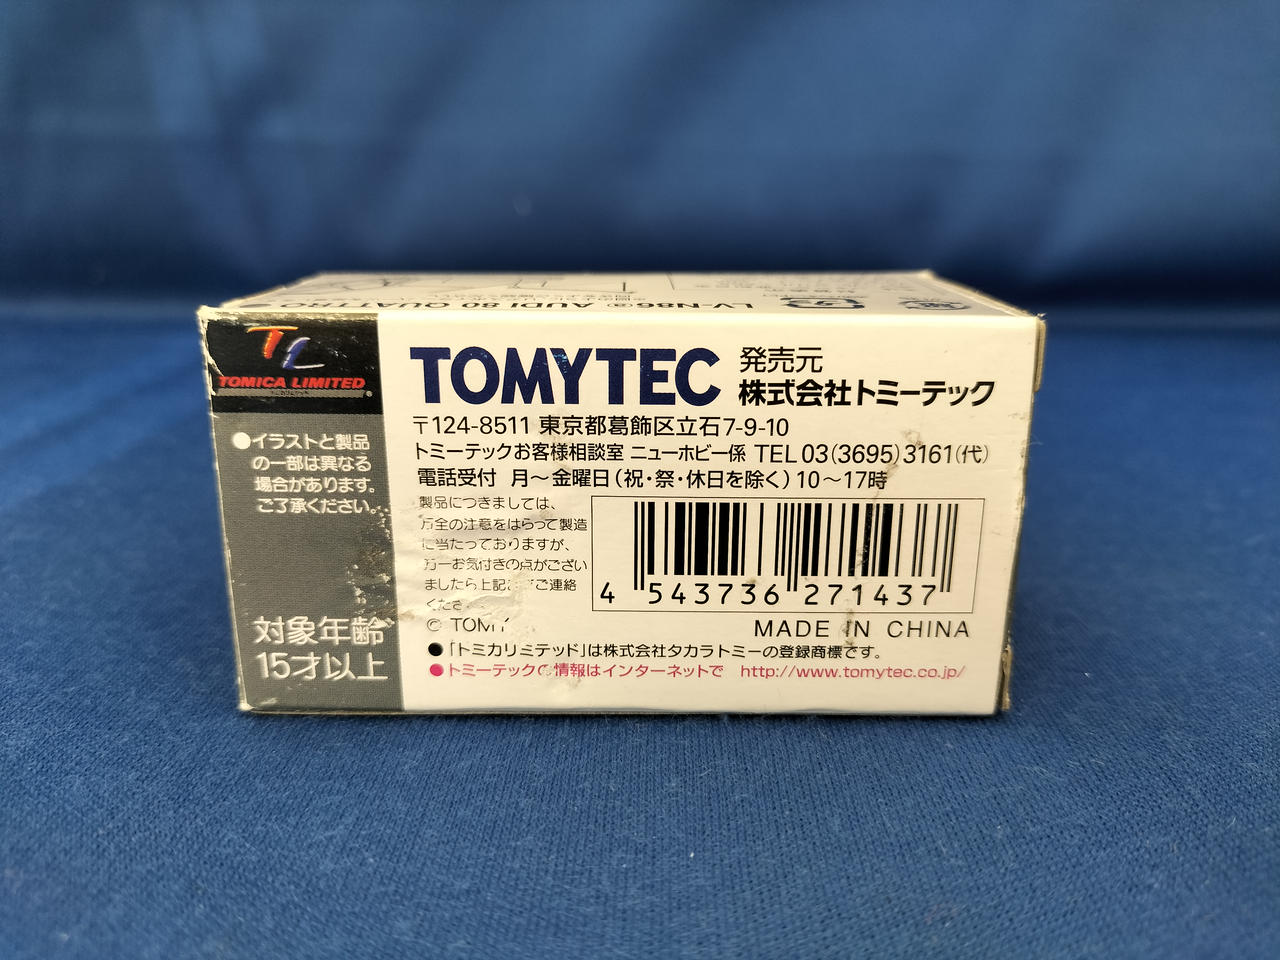 LV-N86ⓐ AUDI 80 QUATTRO
TL
TOMICA LIMITED
●イラストと製品
の一部は異なる
場合があります。
ご了承ください。
対象年齢
15才以上
TOMYTEC 発売元
株式会社トミーテック
〒124-8511 東京都葛飾区立石7-9-10
トミーテックお客様相談室 ニューホビー係 TEL 03(3695)3161(代)
電話受付 月～金曜日(祝・祭・休日を除く)10～17時
製品につきましては、
万全の注意をはらって製造
に当たっておりますが、
万一お気付きの点がござい
ましたら上記 ご連絡
くださ
4 543736 271437
© TOMY
MADE IN CHINA
●「トミカリミテッド」は株式会社タカラトミーの登録商標です。
●トミーテックの情報はインターネットで http://www.tomytec.co.jp/